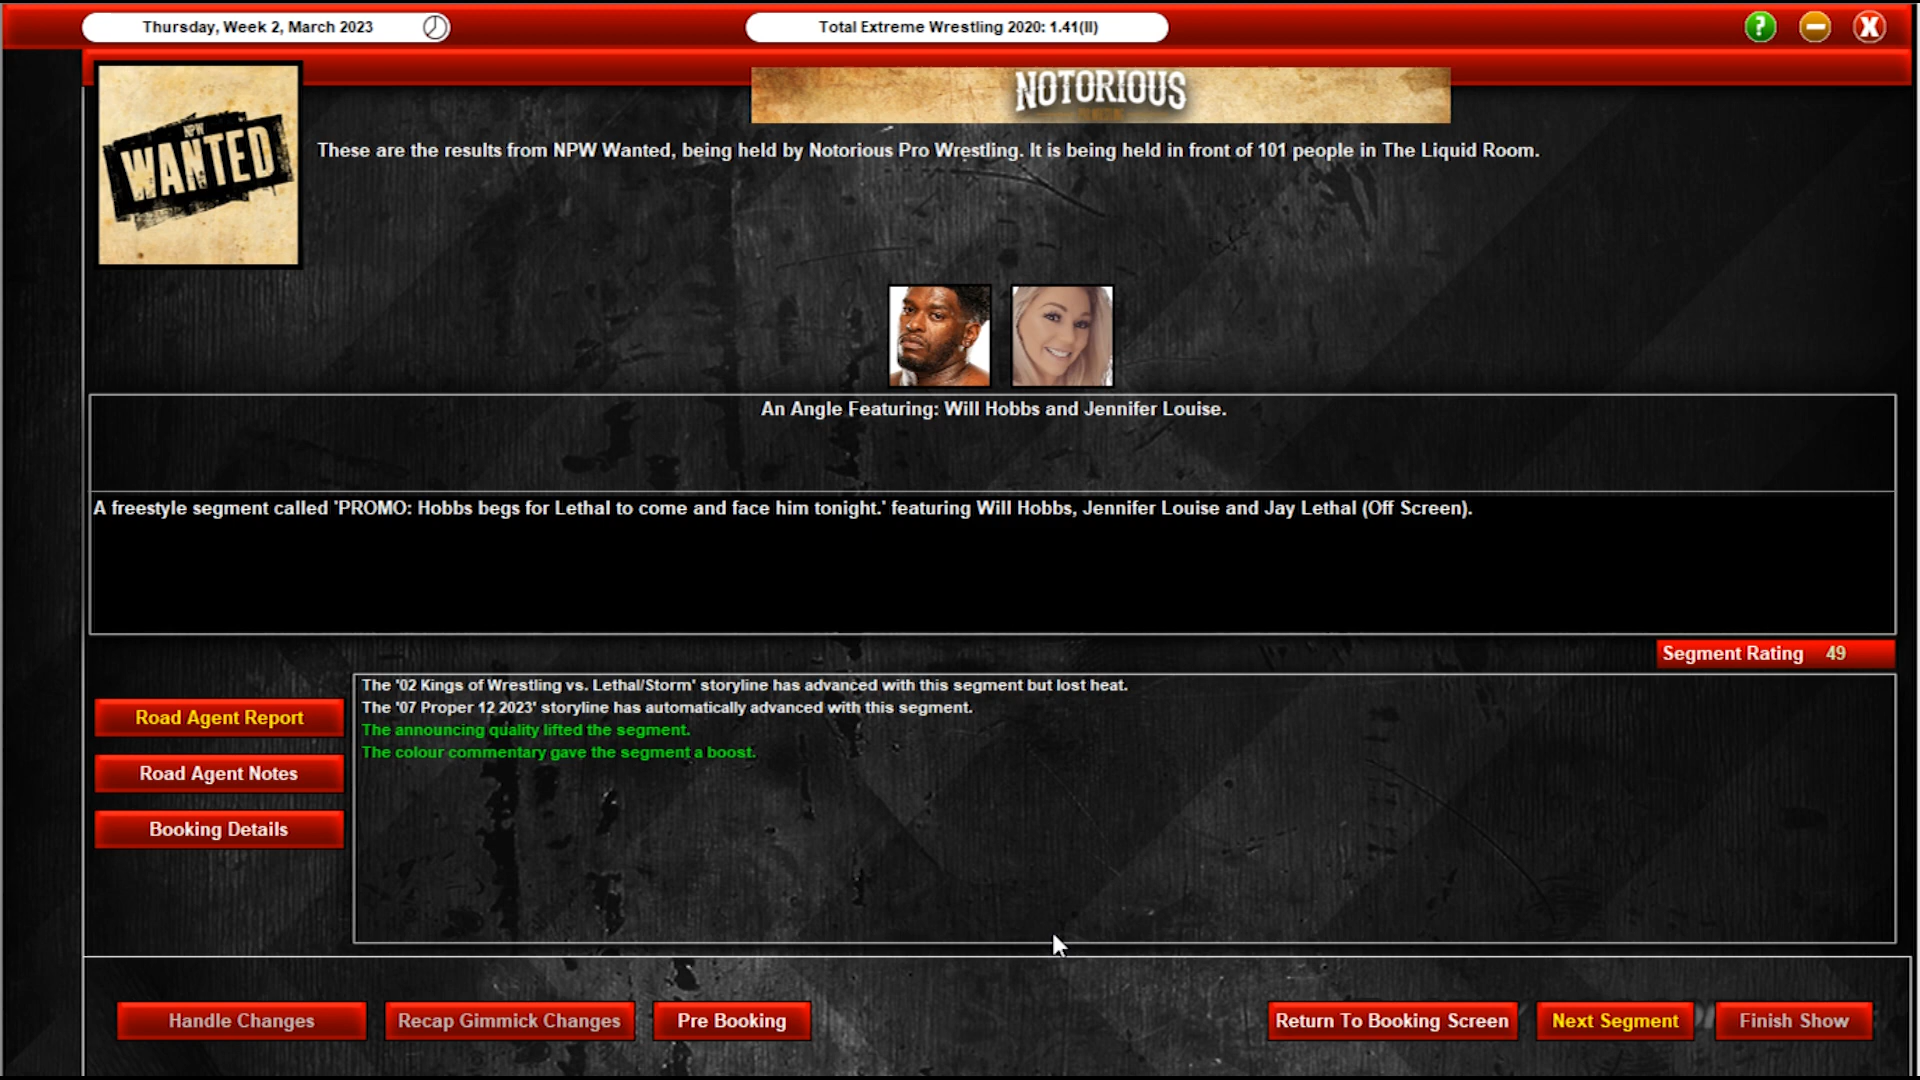 Thursday, Week 2, March 2023
Total Extreme Wrestling 2020: 1.41(II)
?
X
NPW
WANTED
NOTORIOUS
These are the results from NPW Wanted, being held by Notorious Pro Wrestling. It is being held in front of 101 people in The Liquid Room.
An Angle Featuring: Will Hobbs and Jennifer Louise.
A freestyle segment called 'PROMO: Hobbs begs for Lethal to come and face him tonight.' featuring Will Hobbs, Jennifer Louise and Jay Lethal (Off Screen).
Segment Rating 49
Road Agent Report
Road Agent Notes
Booking Details
The '02 Kings of Wrestling vs. Lethal/Storm' storyline has advanced with this segment but lost heat.
The '07 Proper 12 2023' storyline has automatically advanced with this segment.
The announcing quality lifted the segment.
The colour commentary gave the segment a boost.
Handle Changes
Recap Gimmick Changes
Pre Booking
Return To Booking Screen
Next Segment
Finish Show